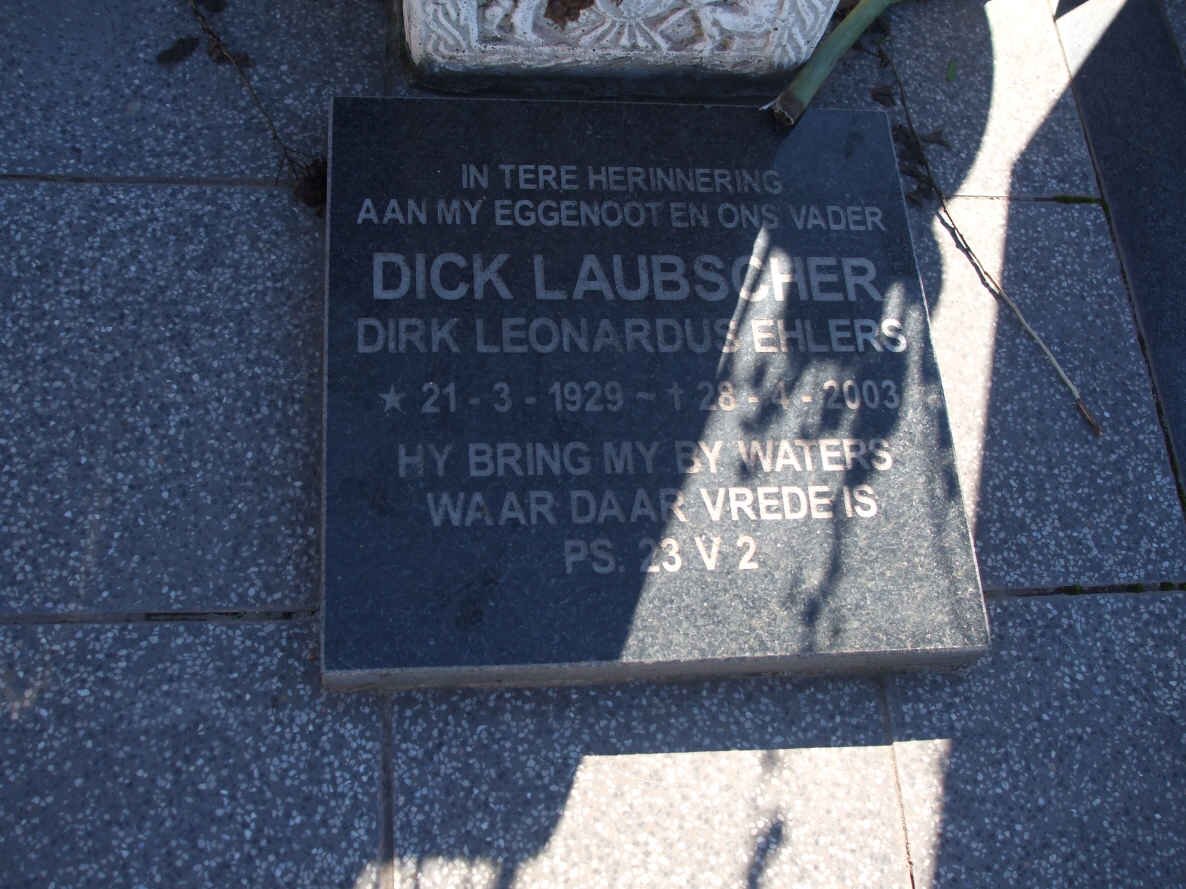 IN TERE HERINNERING
AAN MY EGGENOOT EN ONS VADER
DICK LAUBSCHER
DIRK LEONARDUS EHLERS
★ 21 - 3 - 1929 ~ † 28 - 4 - 2003
HY BRING MY BY WATERS
WAAR DAAR VREDE IS
PS. 23 V 2